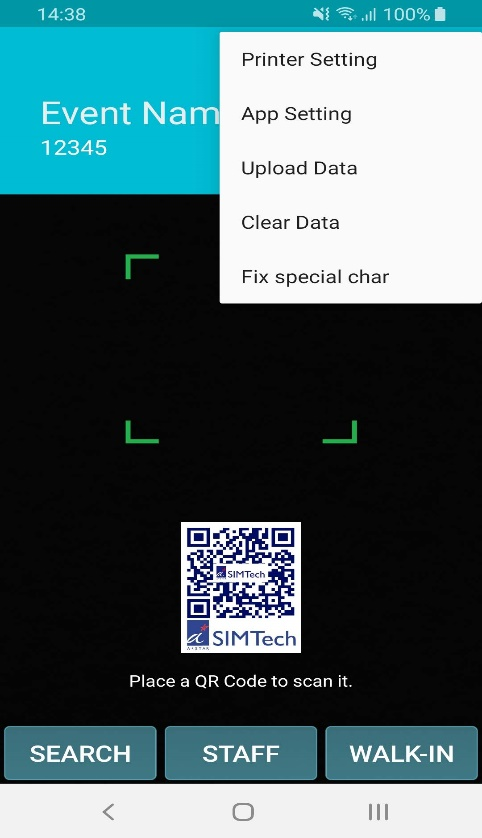 14:38
100%
Event Nam
12345
Printer Setting
App Setting
Upload Data
Clear Data
Fix special char
SIMTech
SIMTech
Place a QR Code to scan it.
SEARCH
STAFF
WALK-IN